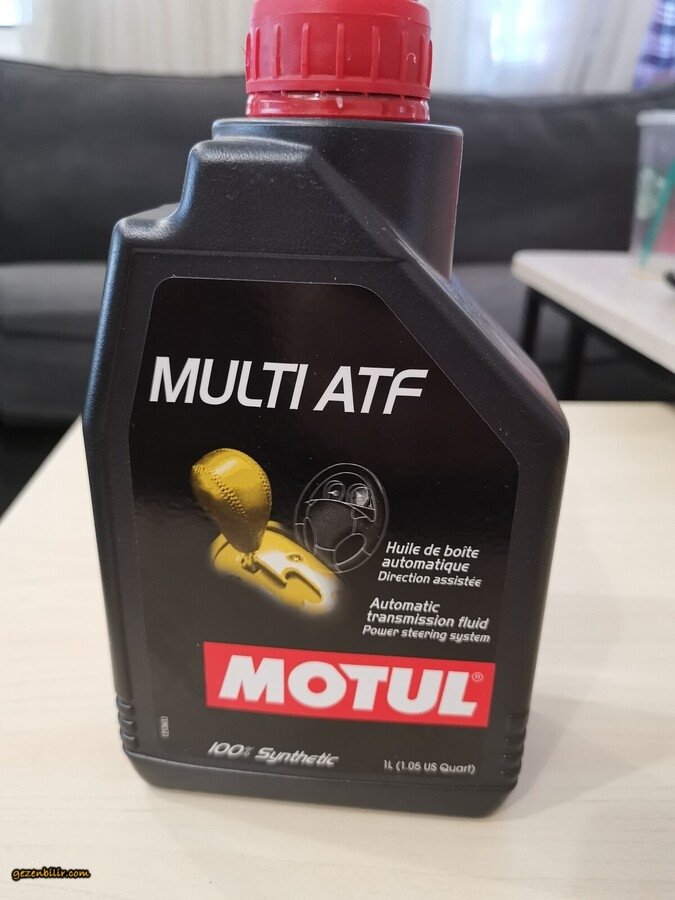 MULTI ATF
Huile de boîte
automatique
Direction assistée
Automatic
transmission fluid
Power steering system
MOTUL®
100% Synthetic
1L (1.05 US Quart)
gezenbilir.com